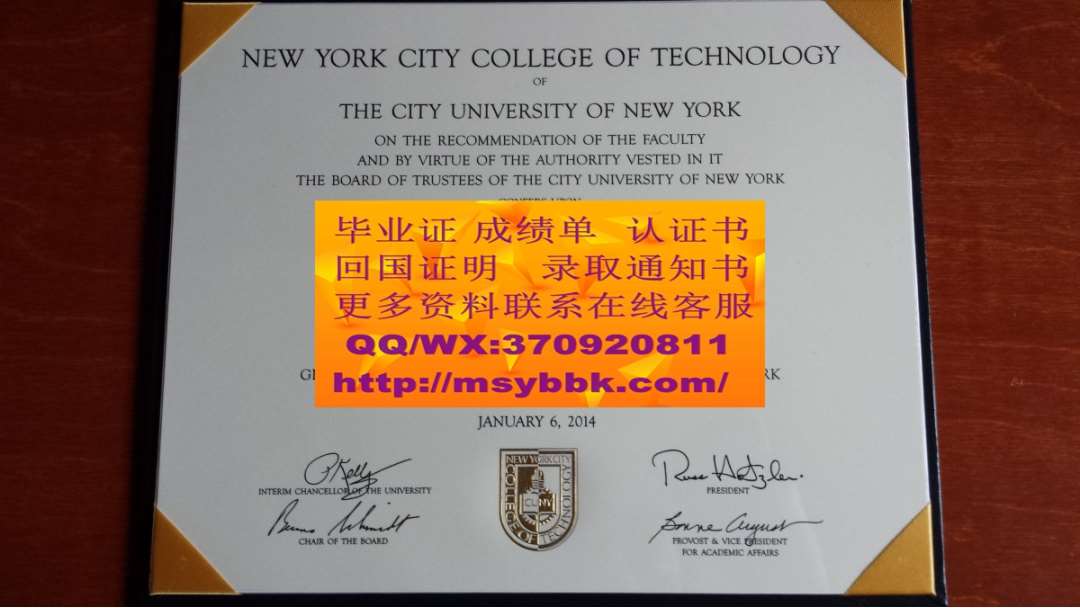 NEW YORK CITY COLLEGE OF TECHNOLOGY
OF
THE CITY UNIVERSITY OF NEW YORK
ON THE RECOMMENDATION OF THE FACULTY
AND BY VIRTUE OF THE AUTHORITY VESTED IN IT
THE BOARD OF TRUSTEES OF THE CITY UNIVERSITY OF NEW YORK
毕业证 成绩单 认证书
回国证明 录取通知书
更多资料联系在线客服
QQ/WX:370920811
http://msybbk.com/
JANUARY 6, 2014
INTERIM CHANCELLOR OF THE UNIVERSITY
PRESIDENT
CHAIR OF THE BOARD
PROVOST & VICE PRESIDENT
FOR ACADEMIC AFFAIRS
NEW YORK CITY
COLLEGE OF TECHNOLOGY
CUNY